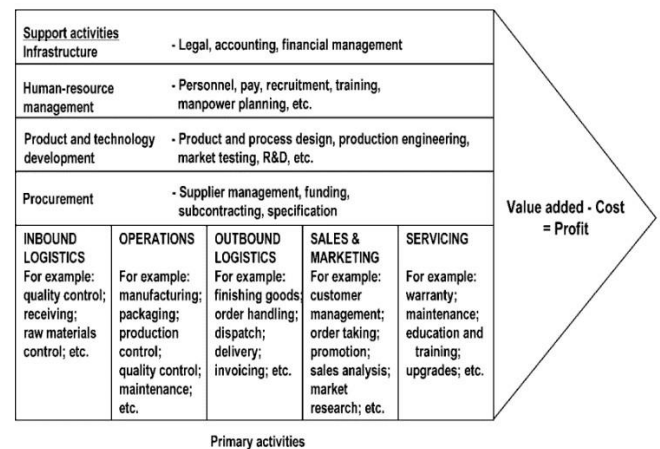 Support activities
Infrastructure - Legal, accounting, financial management
Human-resource - Personnel, pay, recruitment, training,
management manpower planning, etc.
Product and technology - Product and process design, production engineering,
development market testing, R&D, etc.
Procurement - Supplier management, funding,
subcontracting, specification
Value added - Cost
= Profit
INBOUND
LOGISTICS
For example:
quality control;
receiving;
raw materials
control; etc.
OPERATIONS
For example:
manufacturing;
packaging;
production
control;
quality control;
maintenance;
etc.
OUTBOUND
LOGISTICS
For example:
finishing goods;
order handling;
dispatch;
delivery;
invoicing; etc.
SALES &
MARKETING
For example:
customer
management;
order taking;
promotion;
sales analysis;
market
research; etc.
SERVICING
For example:
warranty;
maintenance;
education and
training;
upgrades; etc.
Primary activities